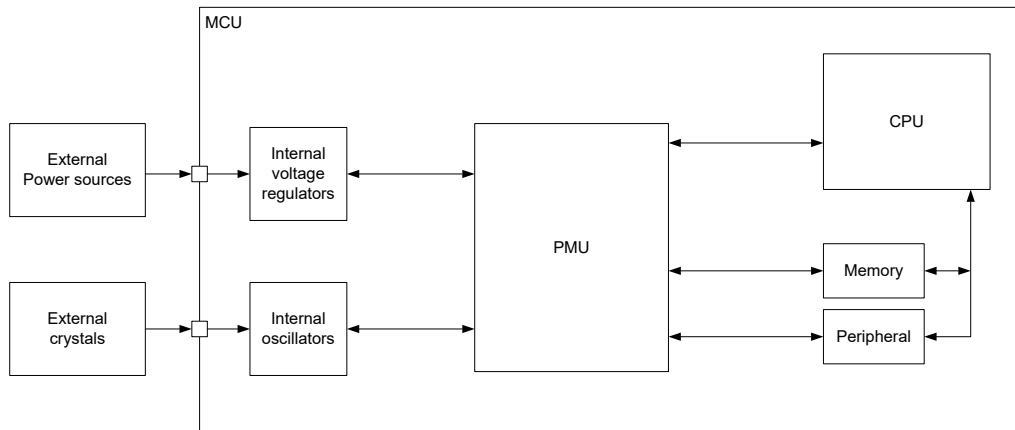 MCU
CPU
External
Power sources
Internal
voltage
regulators
PMU
Memory
External
crystals
Internal
oscillators
Peripheral